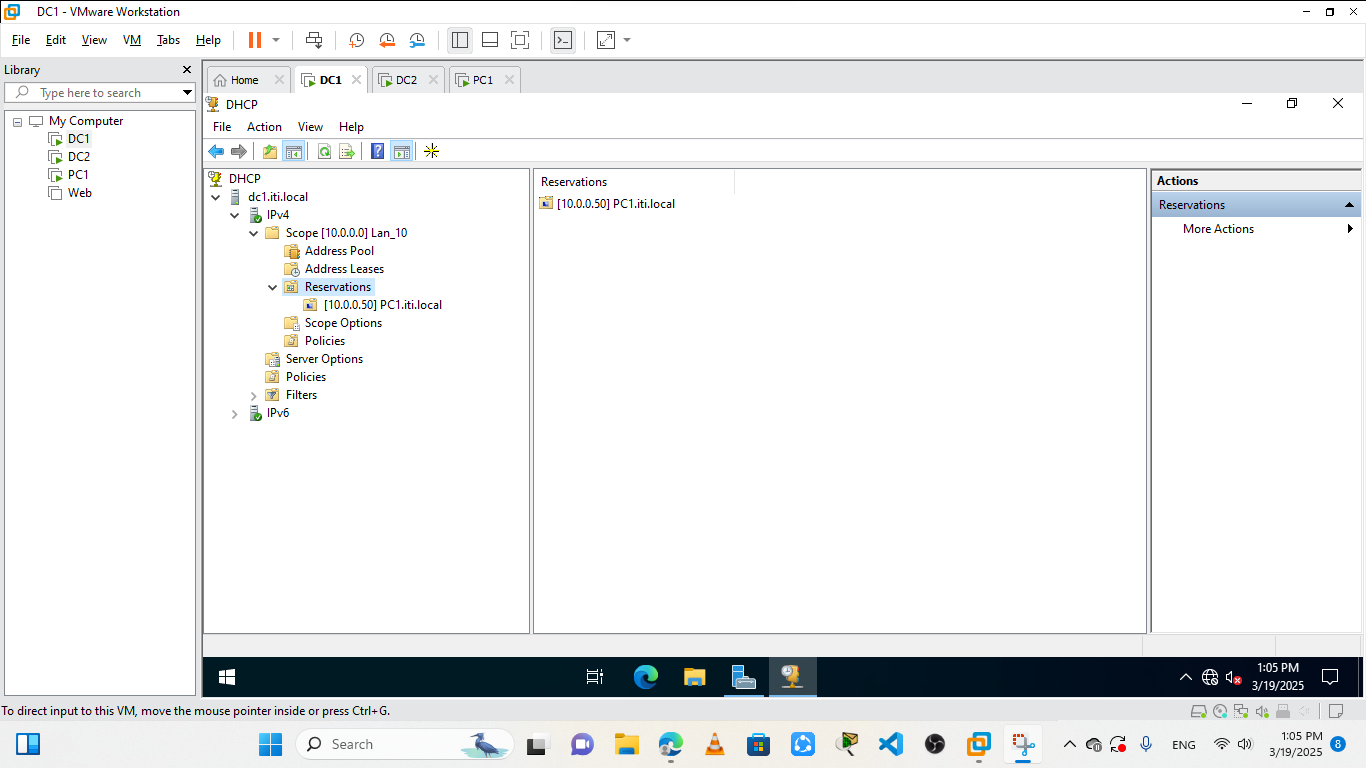 DC1 - VMware Workstation
File Edit View VM Tabs Help
Library
Type here to search
My Computer
DC1
DC2
PC1
Web
Home
DC1
DC2
PC1
DHCP
File Action View Help
DHCP
dc1.iti.local
IPv4
Scope [10.0.0.0] Lan_10
Address Pool
Address Leases
Reservations
[10.0.0.50] PC1.iti.local
Scope Options
Policies
Server Options
Policies
Filters
IPv6
Reservations
[10.0.0.50] PC1.iti.local
Actions
Reservations
More Actions
1:05 PM
3/19/2025
To direct input to this VM, move the mouse pointer inside or press Ctrl+G.
Search
ENG
1:05 PM
3/19/2025
8